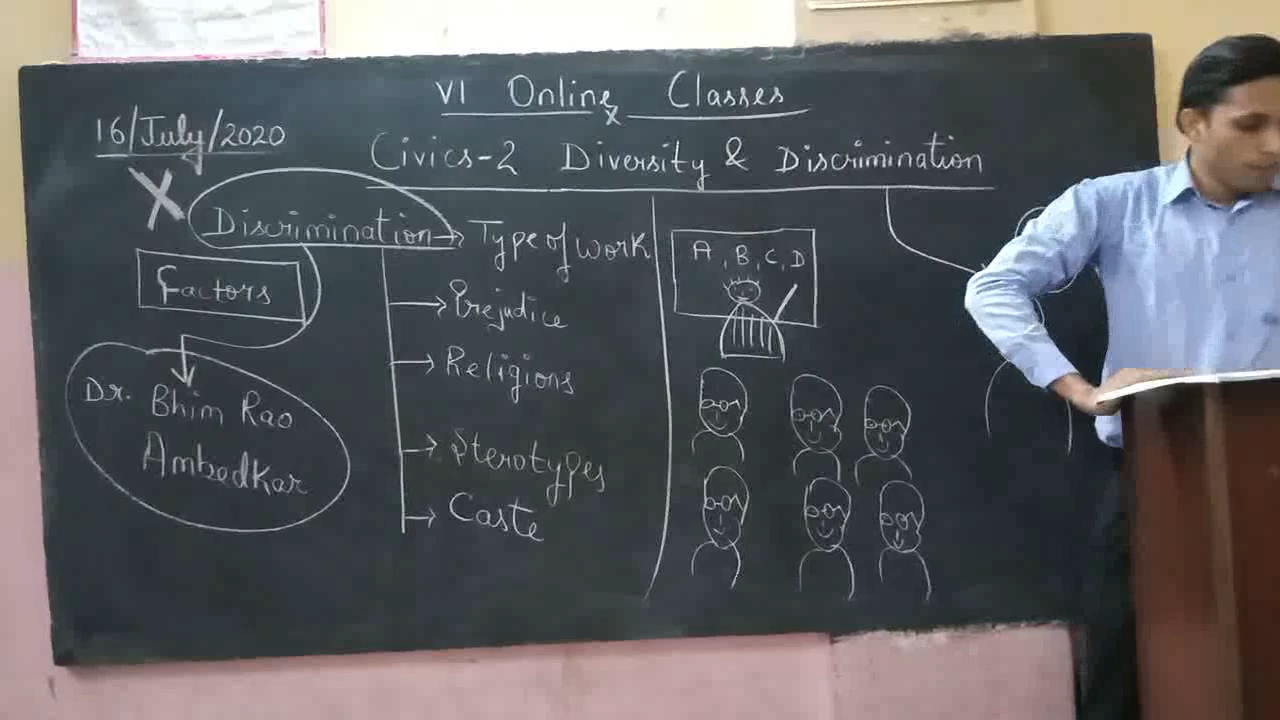 VI Online Classes
16/July/2020
Civics-2 Diversity & Discrimination
Discrimination
Type of work
Factors
Prejudice
Religions
Sterotypes
Caste
Dr. Bhim Rao
Ambedkar
A, B, C, D